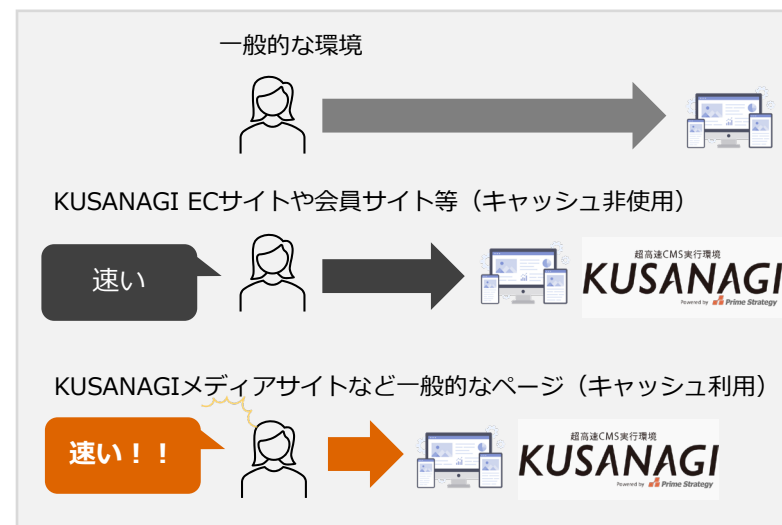 一般的な環境
KUSANAGI ECサイトや会員サイト等（キャッシュ非使用）
速い
超高速CMS実行環境
KUSANAGI
Powered by Prime Strategy
KUSANAGIメディアサイトなど一般的なページ（キャッシュ利用）
速い！！
超高速CMS実行環境
KUSANAGI
Powered by Prime Strategy